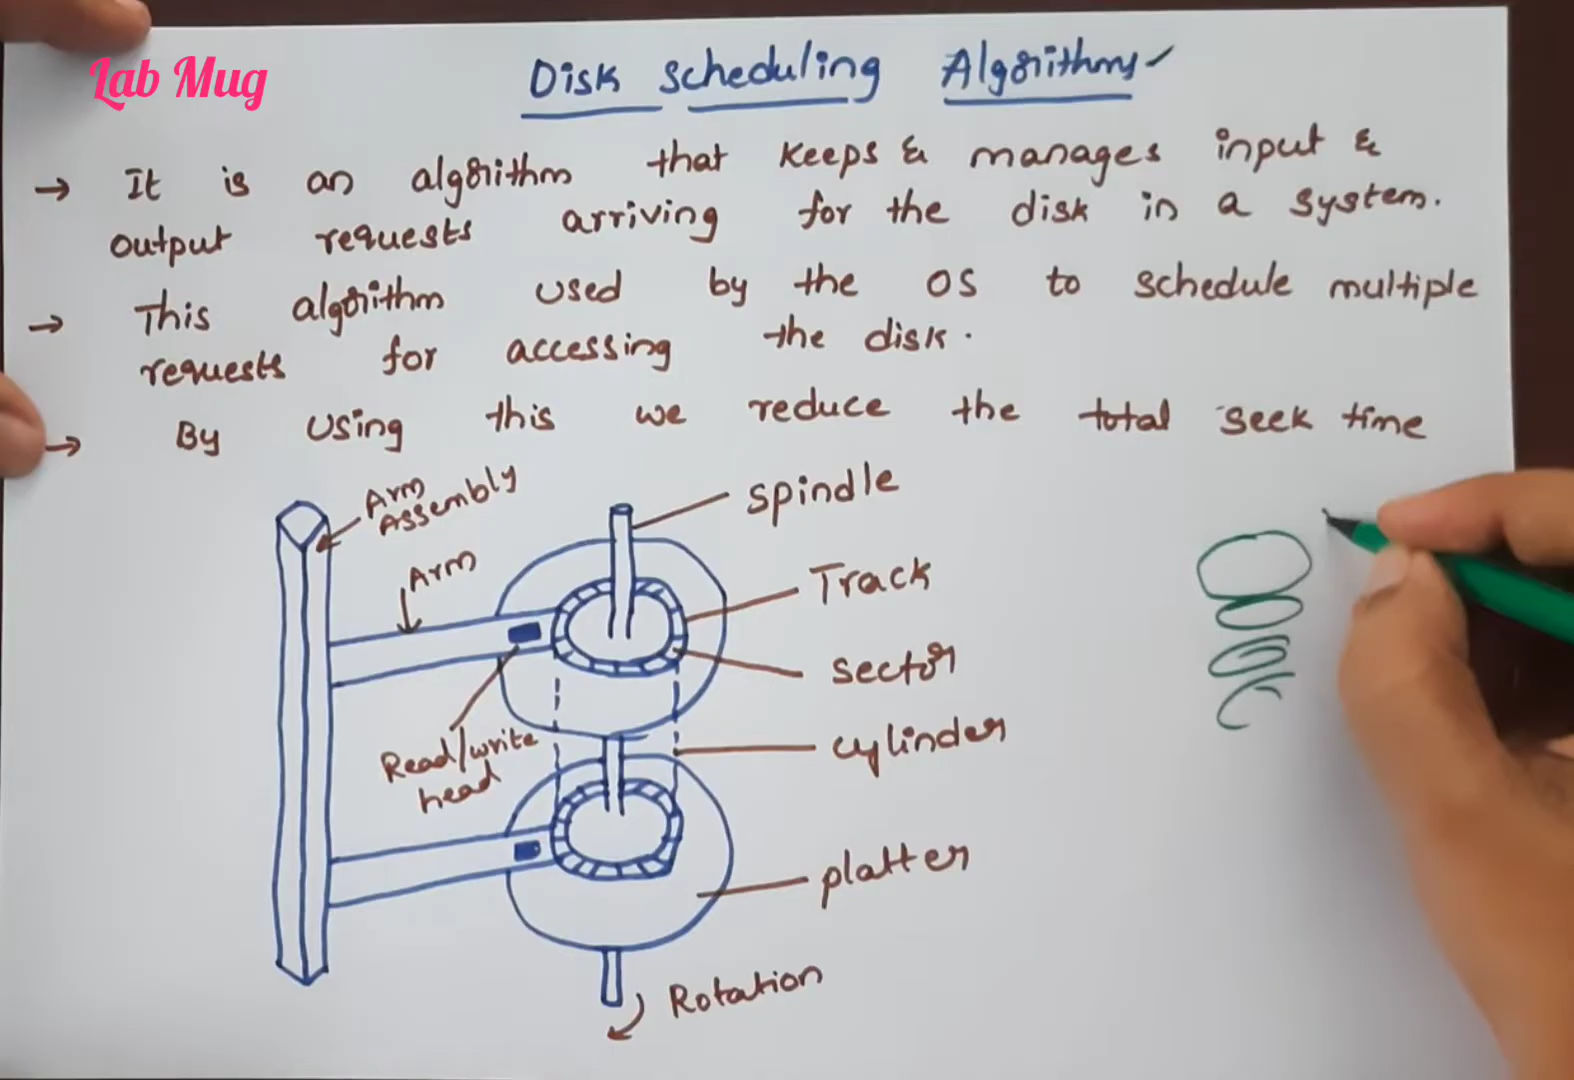 Lab Mug
Disk scheduling Algorithms
→ It is an algorithm that keeps & manages input &
output requests arriving for the disk in a system.
→ This algorithm used by the OS to schedule multiple
requests for accessing the disk.
→ By using this we reduce the total seek time
Arm
Assembly
Arm
spindle
Track
sector
Read/write
head
cylinder
platter
Rotation